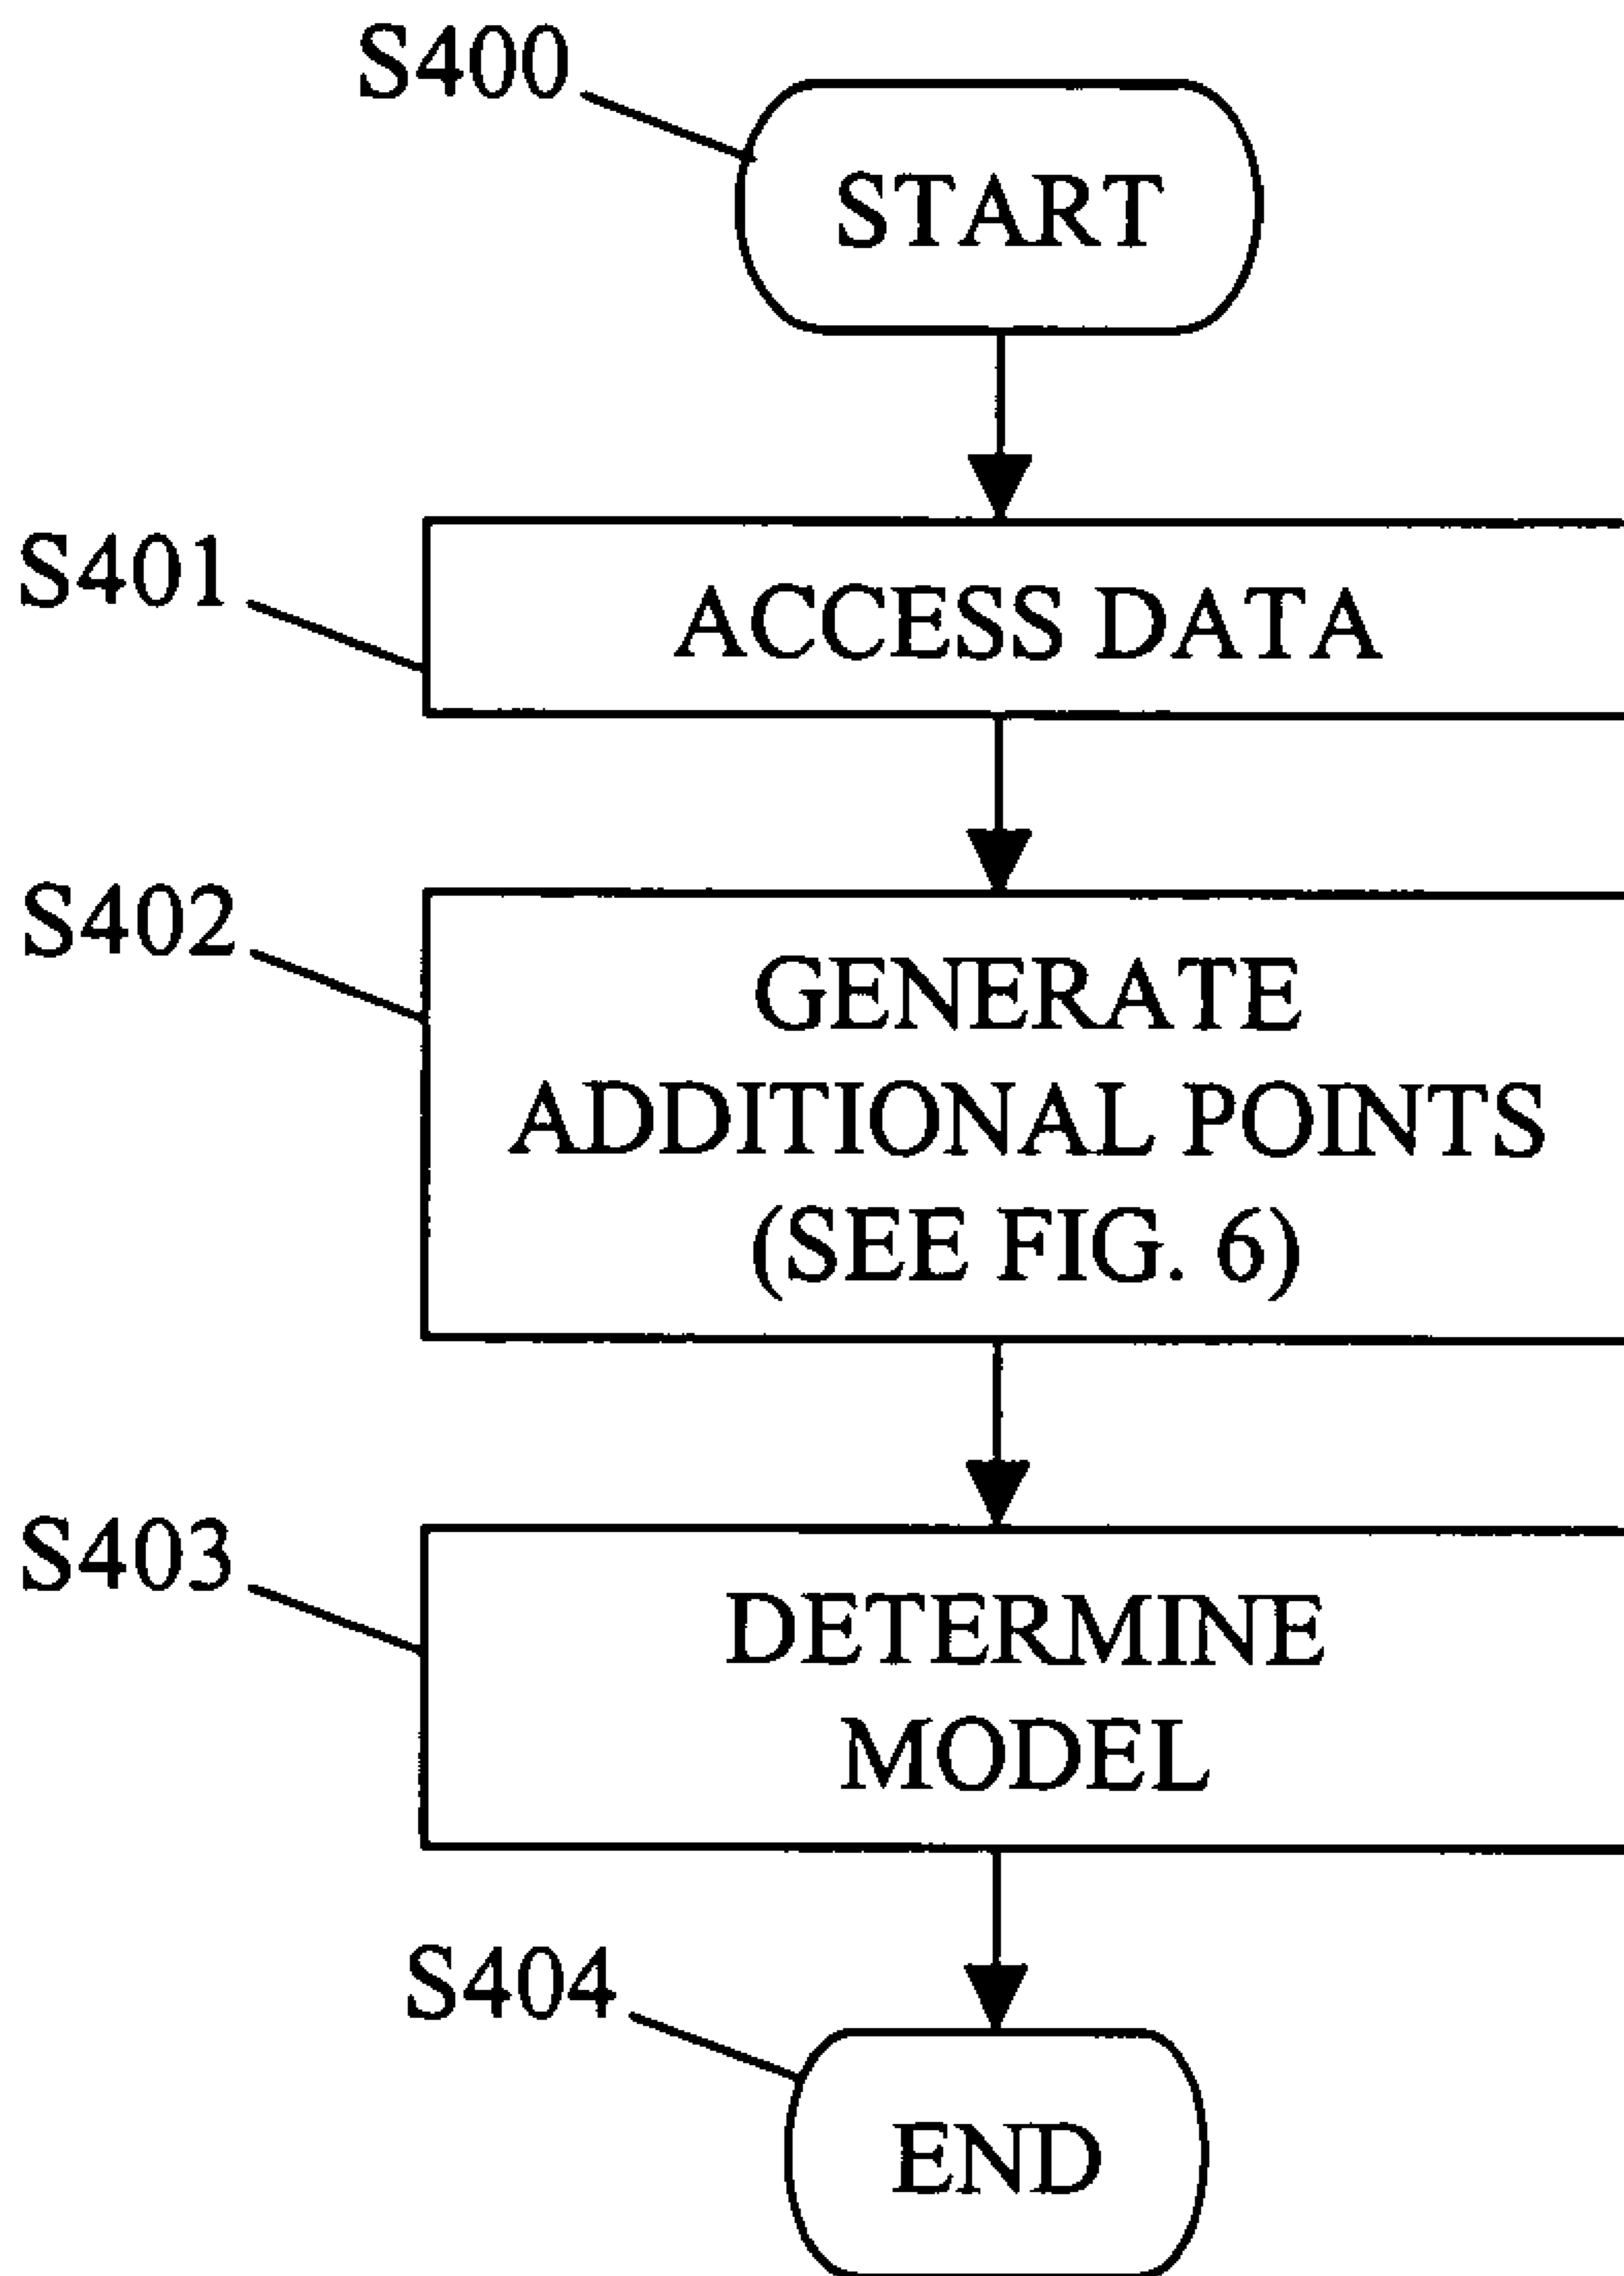 S400
START
S401
ACCESS DATA
S402
GENERATE
ADDITIONAL POINTS
(SEE FIG. 6)
S403
DETERMINE
MODEL
S404
END